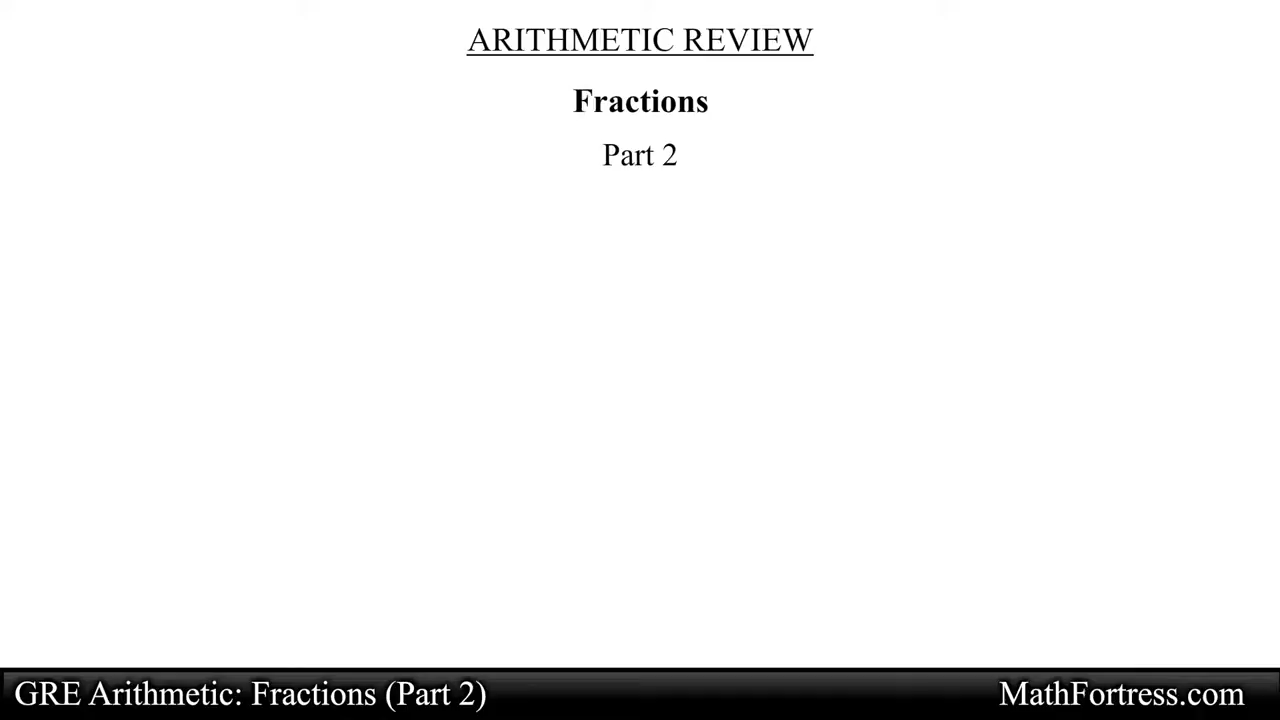 ARITHMETIC REVIEW
Fractions
Part 2
GRE Arithmetic: Fractions (Part 2)
MathFortress.com